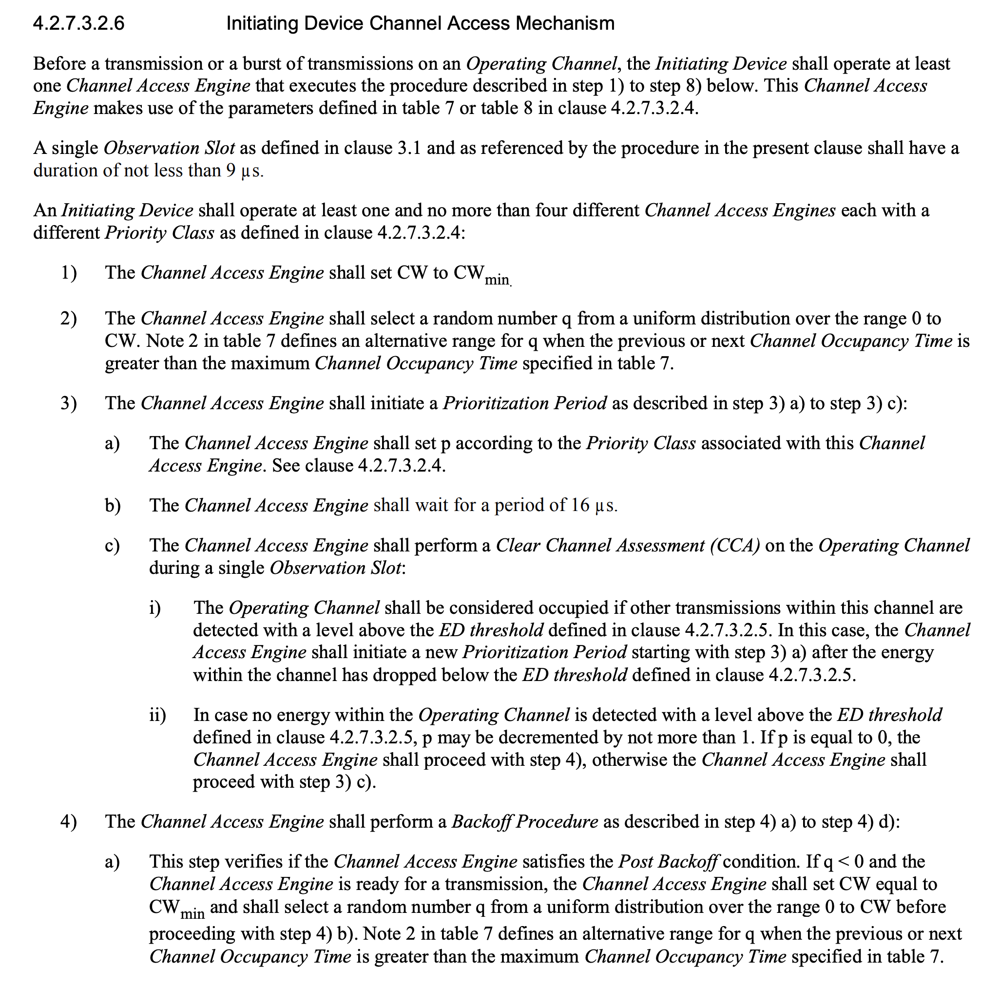 4.2.7.3.2.6 Initiating Device Channel Access Mechanism
Before a transmission or a burst of transmissions on an Operating Channel, the Initiating Device shall operate at least
one Channel Access Engine that executes the procedure described in step 1) to step 8) below. This Channel Access
Engine makes use of the parameters defined in table 7 or table 8 in clause 4.2.7.3.2.4.
A single Observation Slot as defined in clause 3.1 and as referenced by the procedure in the present clause shall have a
duration of not less than 9 µs.
An Initiating Device shall operate at least one and no more than four different Channel Access Engines each with a
different Priority Class as defined in clause 4.2.7.3.2.4:
1) The Channel Access Engine shall set CW to CWmin.
2) The Channel Access Engine shall select a random number q from a uniform distribution over the range 0 to
CW. Note 2 in table 7 defines an alternative range for q when the previous or next Channel Occupancy Time is
greater than the maximum Channel Occupancy Time specified in table 7.
3) The Channel Access Engine shall initiate a Prioritization Period as described in step 3) a) to step 3) c):
a) The Channel Access Engine shall set p according to the Priority Class associated with this Channel
Access Engine. See clause 4.2.7.3.2.4.
b) The Channel Access Engine shall wait for a period of 16 µs.
c) The Channel Access Engine shall perform a Clear Channel Assessment (CCA) on the Operating Channel
during a single Observation Slot:
i) The Operating Channel shall be considered occupied if other transmissions within this channel are
detected with a level above the ED threshold defined in clause 4.2.7.3.2.5. In this case, the Channel
Access Engine shall initiate a new Prioritization Period starting with step 3) a) after the energy
within the channel has dropped below the ED threshold defined in clause 4.2.7.3.2.5.
ii) In case no energy within the Operating Channel is detected with a level above the ED threshold
defined in clause 4.2.7.3.2.5, p may be decremented by not more than 1. If p is equal to 0, the
Channel Access Engine shall proceed with step 4), otherwise the Channel Access Engine shall
proceed with step 3) c).
4) The Channel Access Engine shall perform a Backoff Procedure as described in step 4) a) to step 4) d):
a) This step verifies if the Channel Access Engine satisfies the Post Backoff condition. If q < 0 and the
Channel Access Engine is ready for a transmission, the Channel Access Engine shall set CW equal to
CWmin and shall select a random number q from a uniform distribution over the range 0 to CW before
proceeding with step 4) b). Note 2 in table 7 defines an alternative range for q when the previous or next
Channel Occupancy Time is greater than the maximum Channel Occupancy Time specified in table 7.